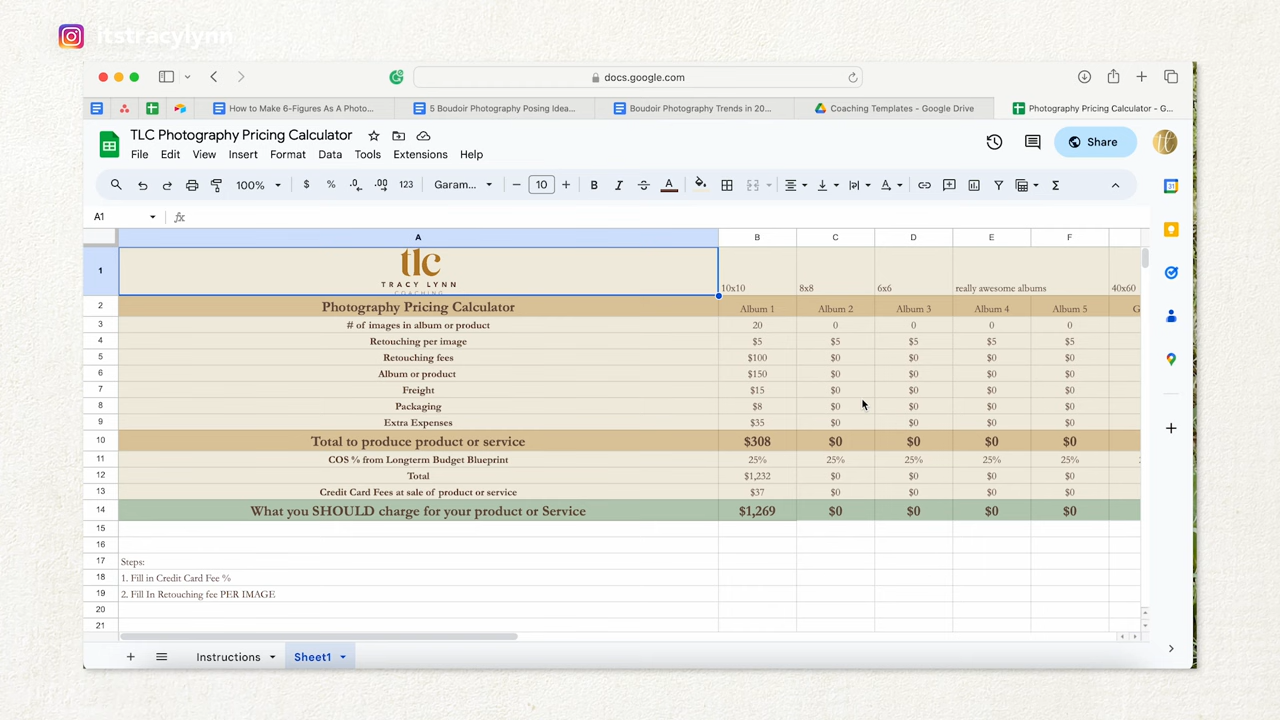 itstracylynn
docs.google.com
How to Make 6-Figures As A Photo... 5 Boudoir Photography Posing Idea... Boudoir Photography Trends in 20... Coaching Templates - Google Drive Photography Pricing Calculator - G...
TLC Photography Pricing Calculator
File Edit View Insert Format Data Tools Extensions Help
Share
100% $ % .0 .00 123 Garam... 10 B I S A
A1 fx
A B C D E F
1 tlc 10x10 8x8 6x6 really awesome albums 40x60
TRACY LYNN
COACHING
2 Photography Pricing Calculator Album 1 Album 2 Album 3 Album 4 Album 5 G
3 # of images in album or product 20 0 0 0 0
4 Retouching per image $5 $5 $5 $5 $5
5 Retouching fees $100 $0 $0 $0 $0
6 Album or product $150 $0 $0 $0 $0
7 Freight $15 $0 $0 $0 $0
8 Packaging $8 $0 $0 $0 $0
9 Extra Expenses $35 $0 $0 $0 $0
10 Total to produce product or service $308 $0 $0 $0 $0
11 COS % from Longterm Budget Blueprint 25% 25% 25% 25% 25%
12 Total $1,232 $0 $0 $0 $0
13 Credit Card Fees at sale of product or service $37 $0 $0 $0 $0
14 What you SHOULD charge for your product or Service $1,269 $0 $0 $0 $0
15
16
17 Steps:
18 1. Fill in Credit Card Fee %
19 2. Fill In Retouching fee PER IMAGE
20
21
Instructions Sheet1